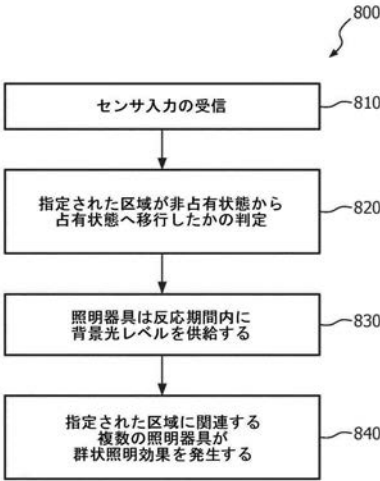 800
センサ入力の受信
810
指定された区域が非占有状態から
占有状態へ移行したかの判定
820
照明器具は反応期間内に
背景光レベルを供給する
830
指定された区域に関連する
複数の照明器具が
群状照明効果を発生する
840